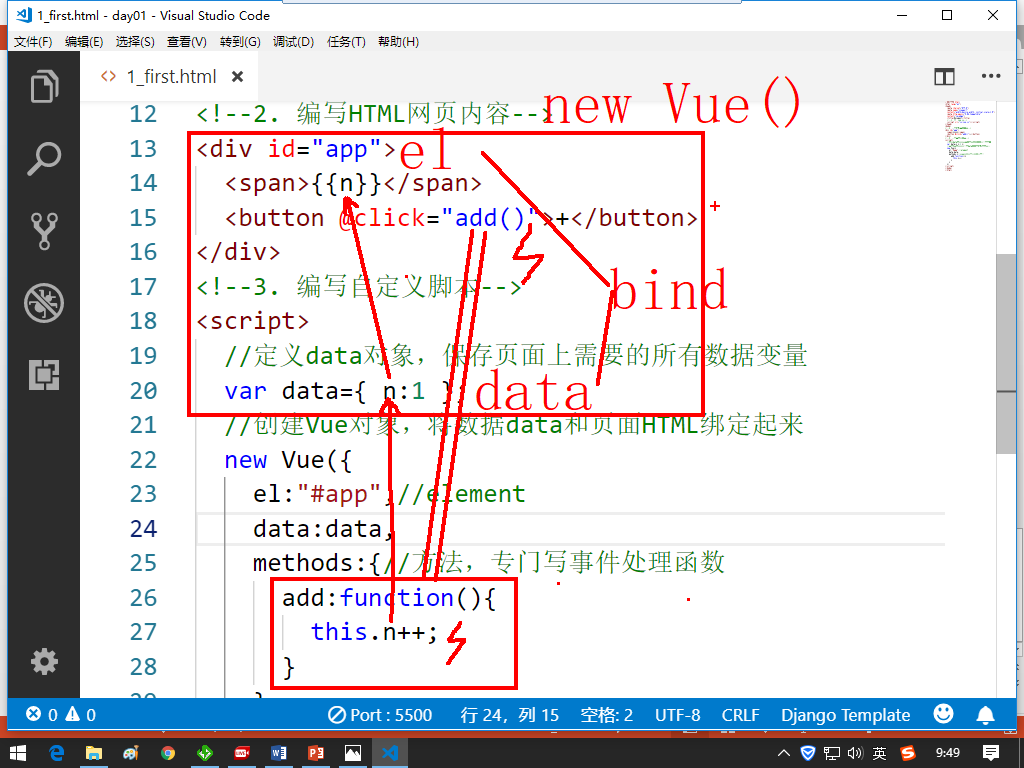 1_first.html - day01 - Visual Studio Code
文件(F) 编辑(E) 选择(S) 查看(V) 转到(G) 调试(D) 任务(T) 帮助(H)
<> 1_first.html ×
new Vue()
12 <!--2. 编写HTML网页内容-->
13 <div id="app"> el
14 <span>{{n}}</span>
15 <button @click="add()">+</button>
16 </div>
17 <!--3. 编写自定义脚本-->
bind
18 <script>
19 //定义data对象，保存页面上需要的所有数据变量
20 var data={ n:1 }; data
21 //创建Vue对象，将数据data和页面HTML绑定起来
22 new Vue({
23 el:"#app",//element
24 data:data,
25 methods:{//方法，专门写事件处理函数
26 add:function(){
27 this.n++;
28 }
29 }
0 0 Port : 5500 行 24，列 15 空格: 2 UTF-8 CRLF Django Template
英 9:49